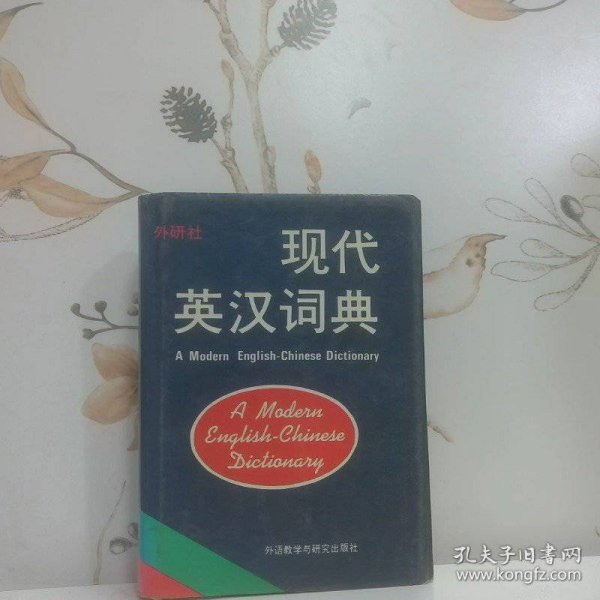 外研社
现代
英汉词典
A Modern English-Chinese Dictionary
A Modern
English-Chinese
Dictionary
外语教学与研究出版社
孔夫子旧书网
www.kongfz.com